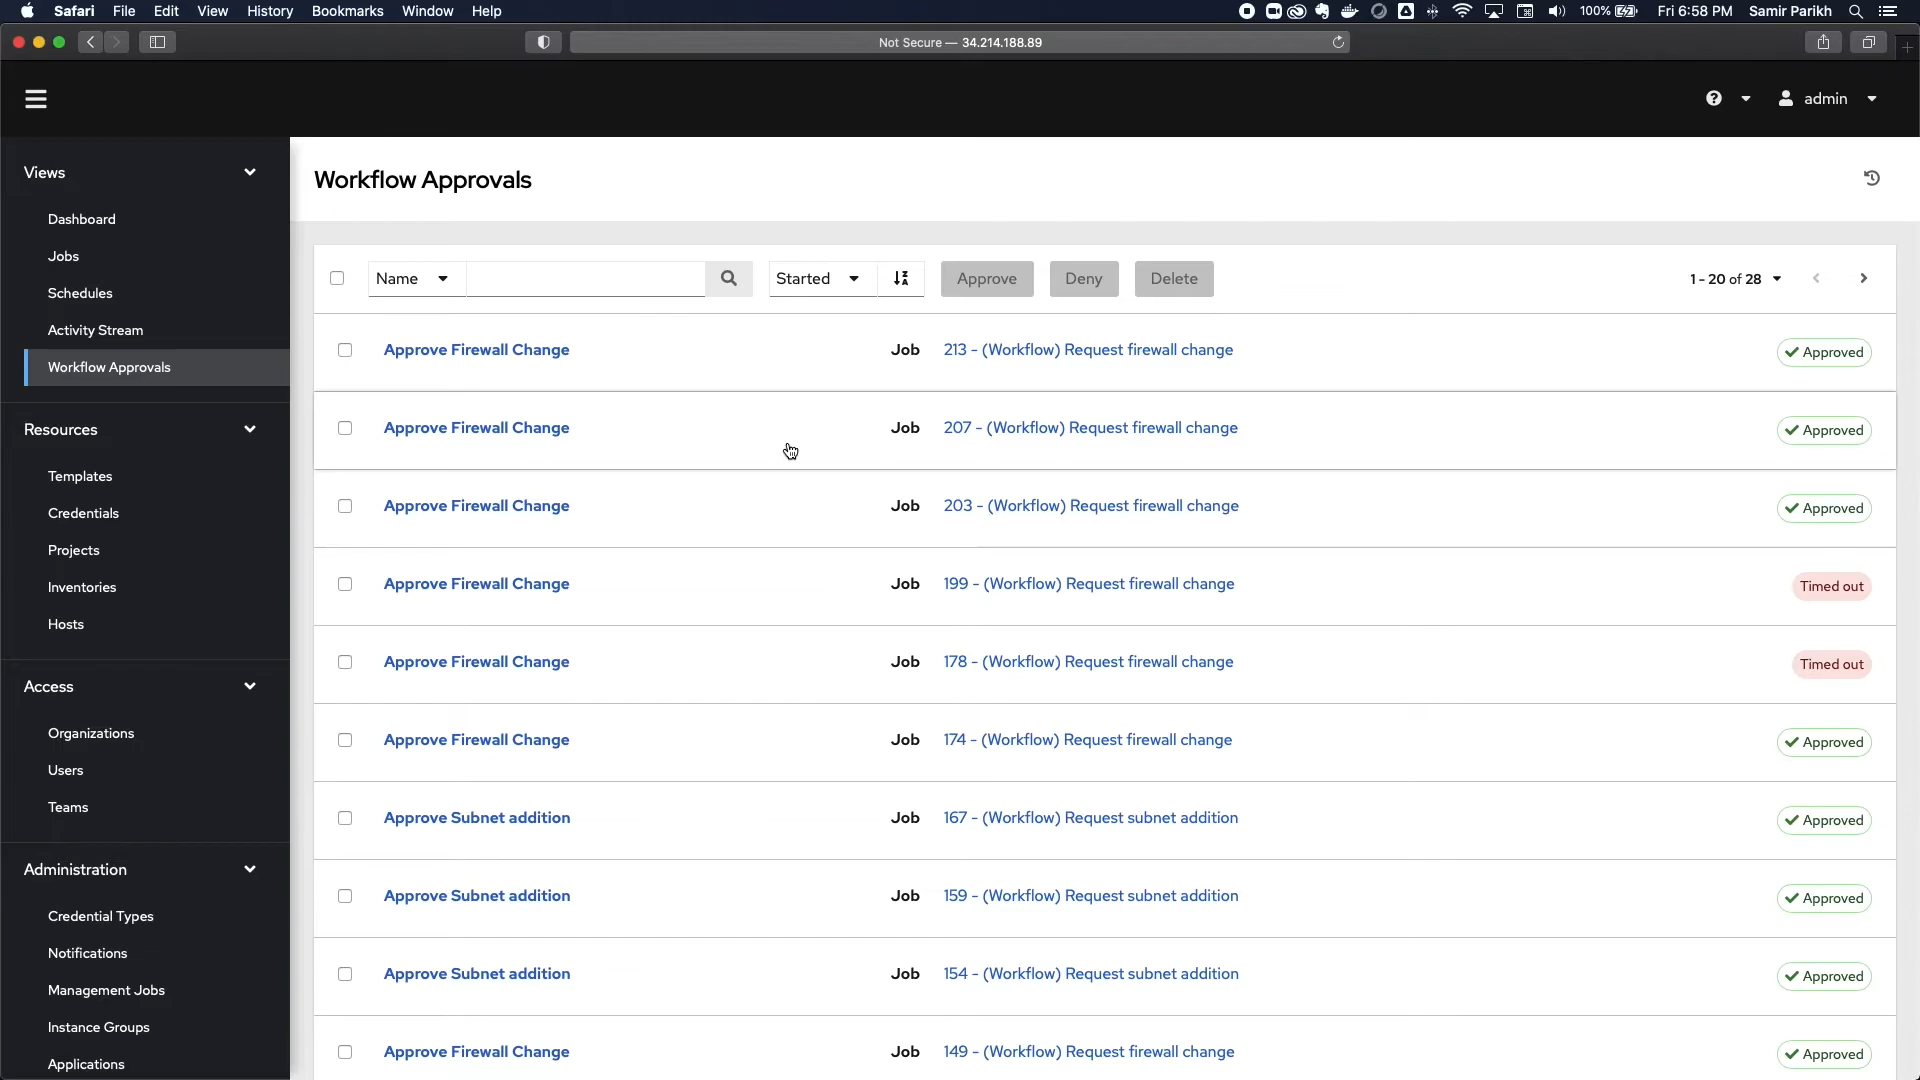 Safari File Edit View History Bookmarks Window Help 100% Fri 6:58 PM Samir Parikh
Not Secure — 34.214.188.89
admin
Views
Dashboard
Jobs
Schedules
Activity Stream
Workflow Approvals
Resources
Templates
Credentials
Projects
Inventories
Hosts
Access
Organizations
Users
Teams
Administration
Credential Types
Notifications
Management Jobs
Instance Groups
Applications
Workflow Approvals
Name Started Approve Deny Delete 1 - 20 of 28
Approve Firewall Change Job 213 - (Workflow) Request firewall change Approved
Approve Firewall Change Job 207 - (Workflow) Request firewall change Approved
Approve Firewall Change Job 203 - (Workflow) Request firewall change Approved
Approve Firewall Change Job 199 - (Workflow) Request firewall change Timed out
Approve Firewall Change Job 178 - (Workflow) Request firewall change Timed out
Approve Firewall Change Job 174 - (Workflow) Request firewall change Approved
Approve Subnet addition Job 167 - (Workflow) Request subnet addition Approved
Approve Subnet addition Job 159 - (Workflow) Request subnet addition Approved
Approve Subnet addition Job 154 - (Workflow) Request subnet addition Approved
Approve Firewall Change Job 149 - (Workflow) Request firewall change Approved